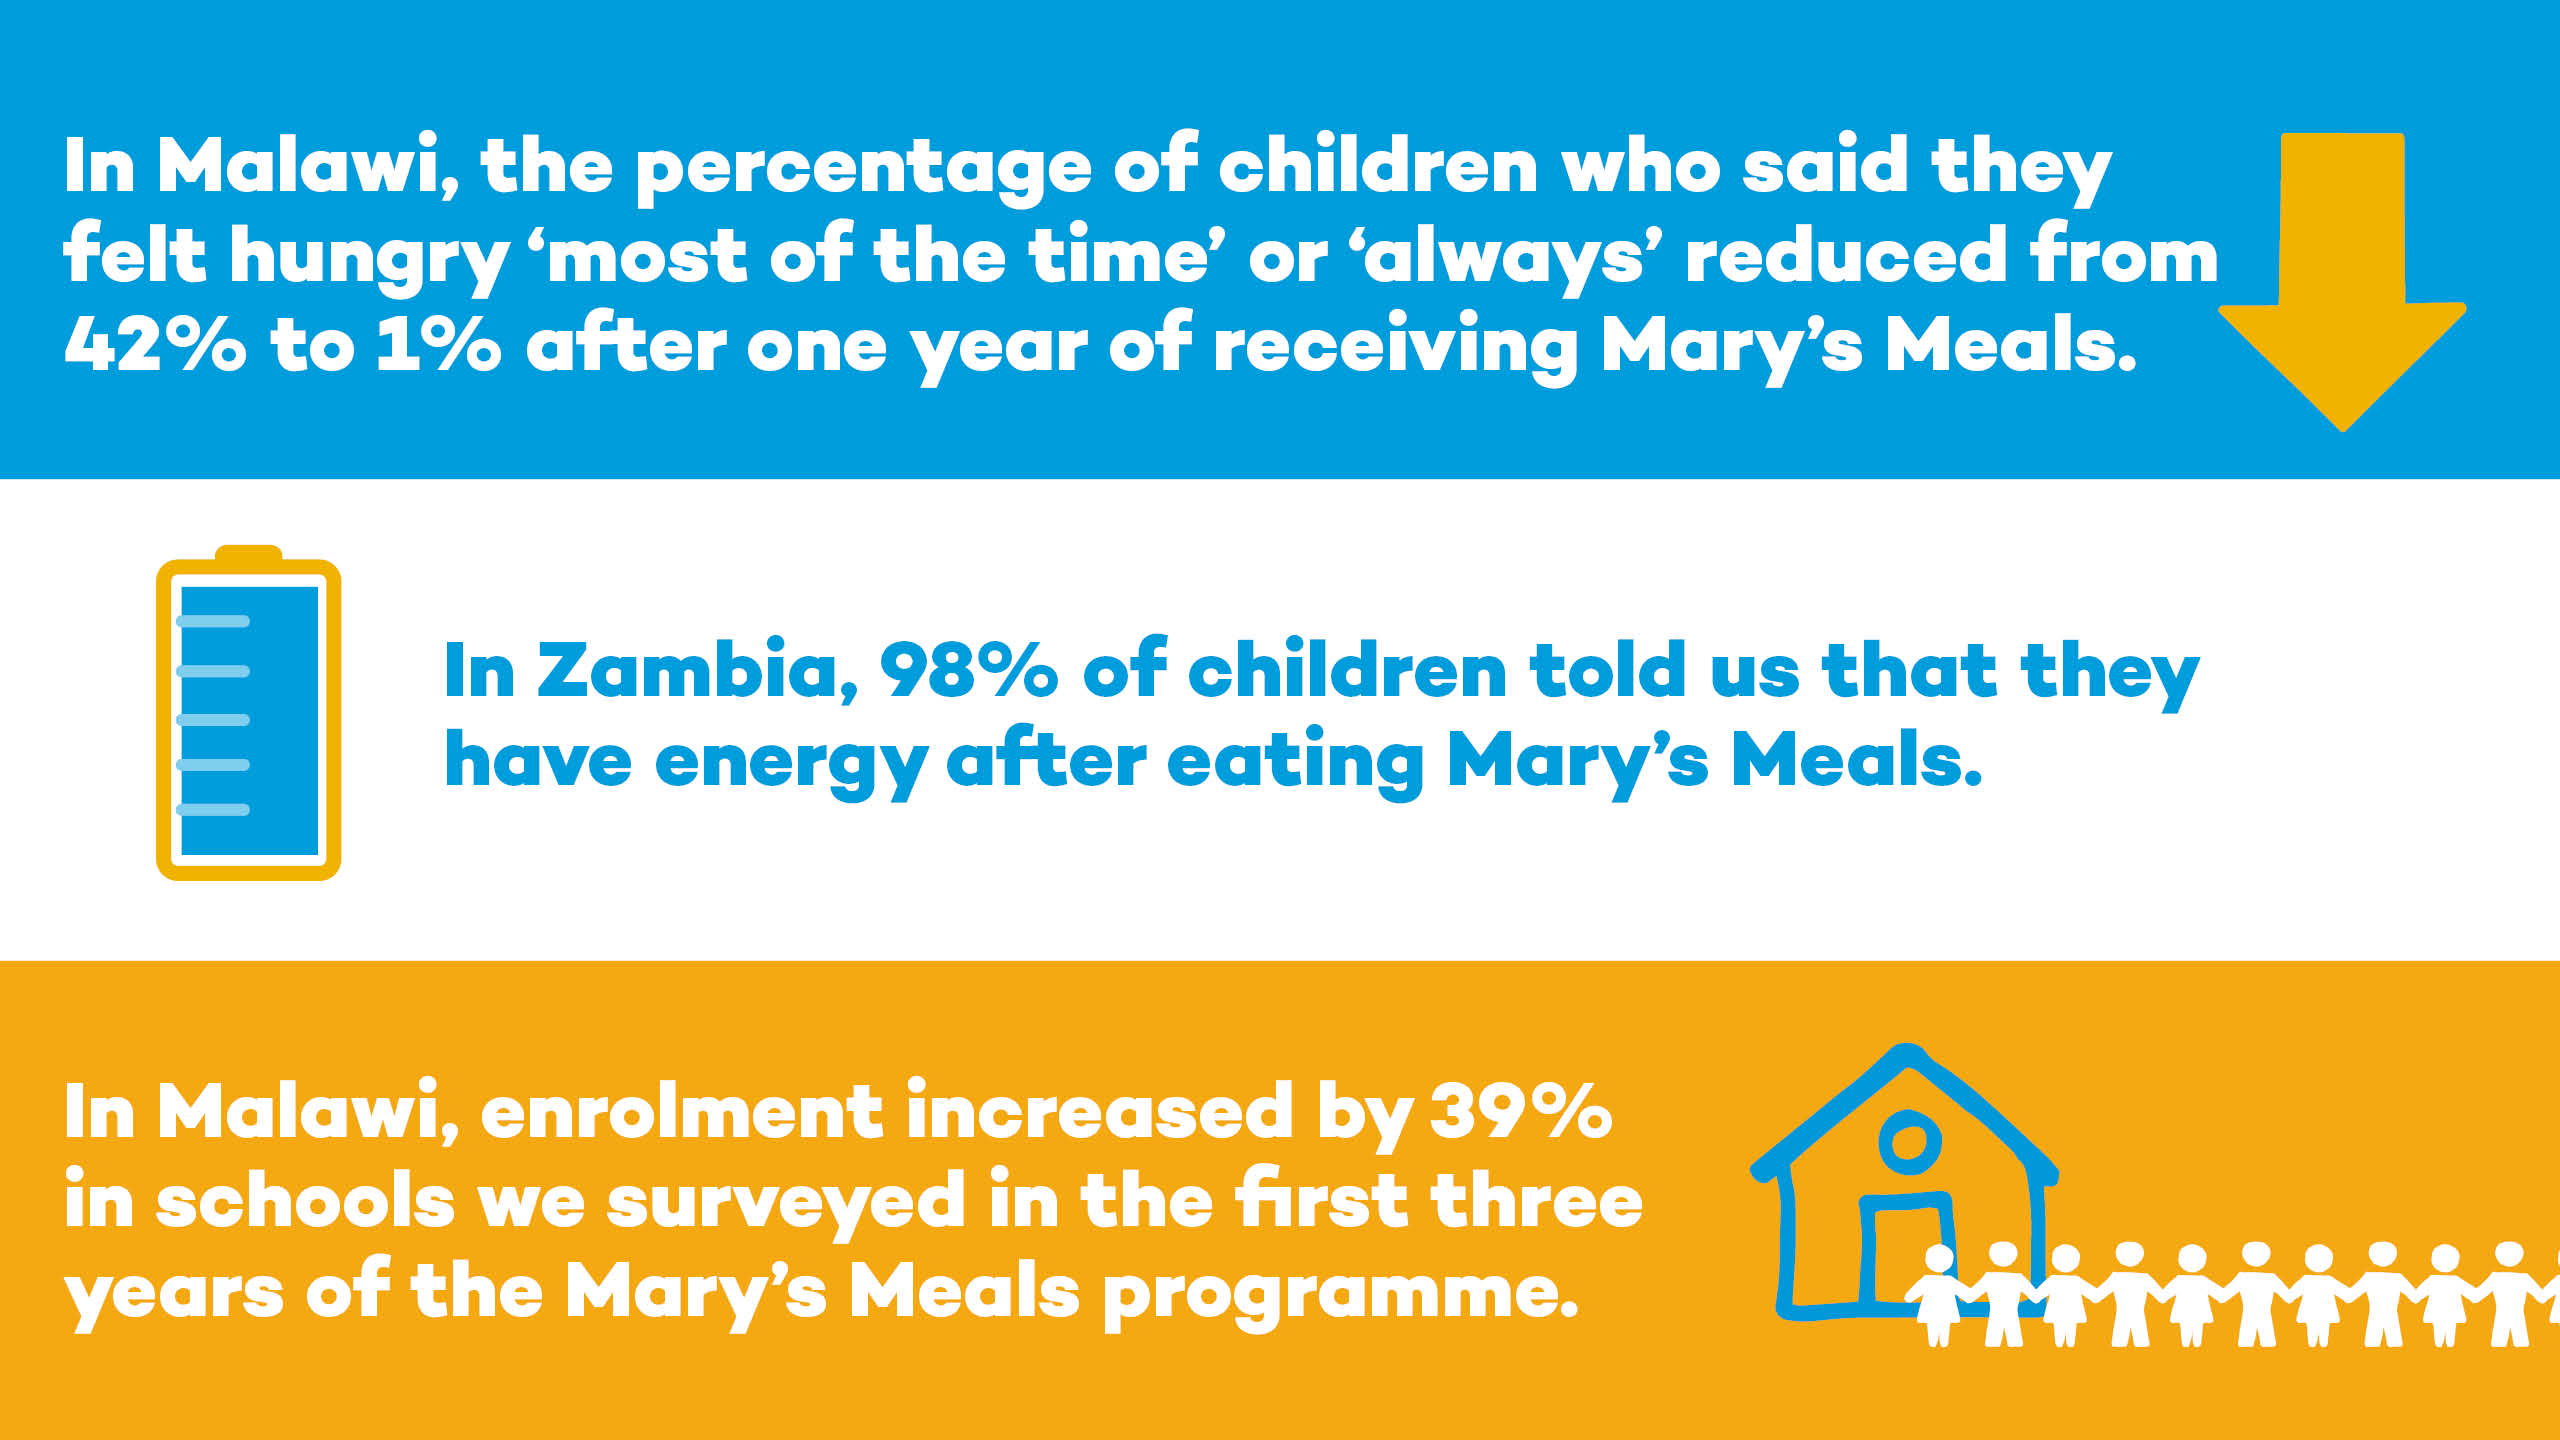 In Malawi, the percentage of children who said they
felt hungry ‘most of the time’ or ‘always’ reduced from
42% to 1% after one year of receiving Mary’s Meals.
In Zambia, 98% of children told us that they
have energy after eating Mary’s Meals.
In Malawi, enrolment increased by 39%
in schools we surveyed in the first three
years of the Mary’s Meals programme.